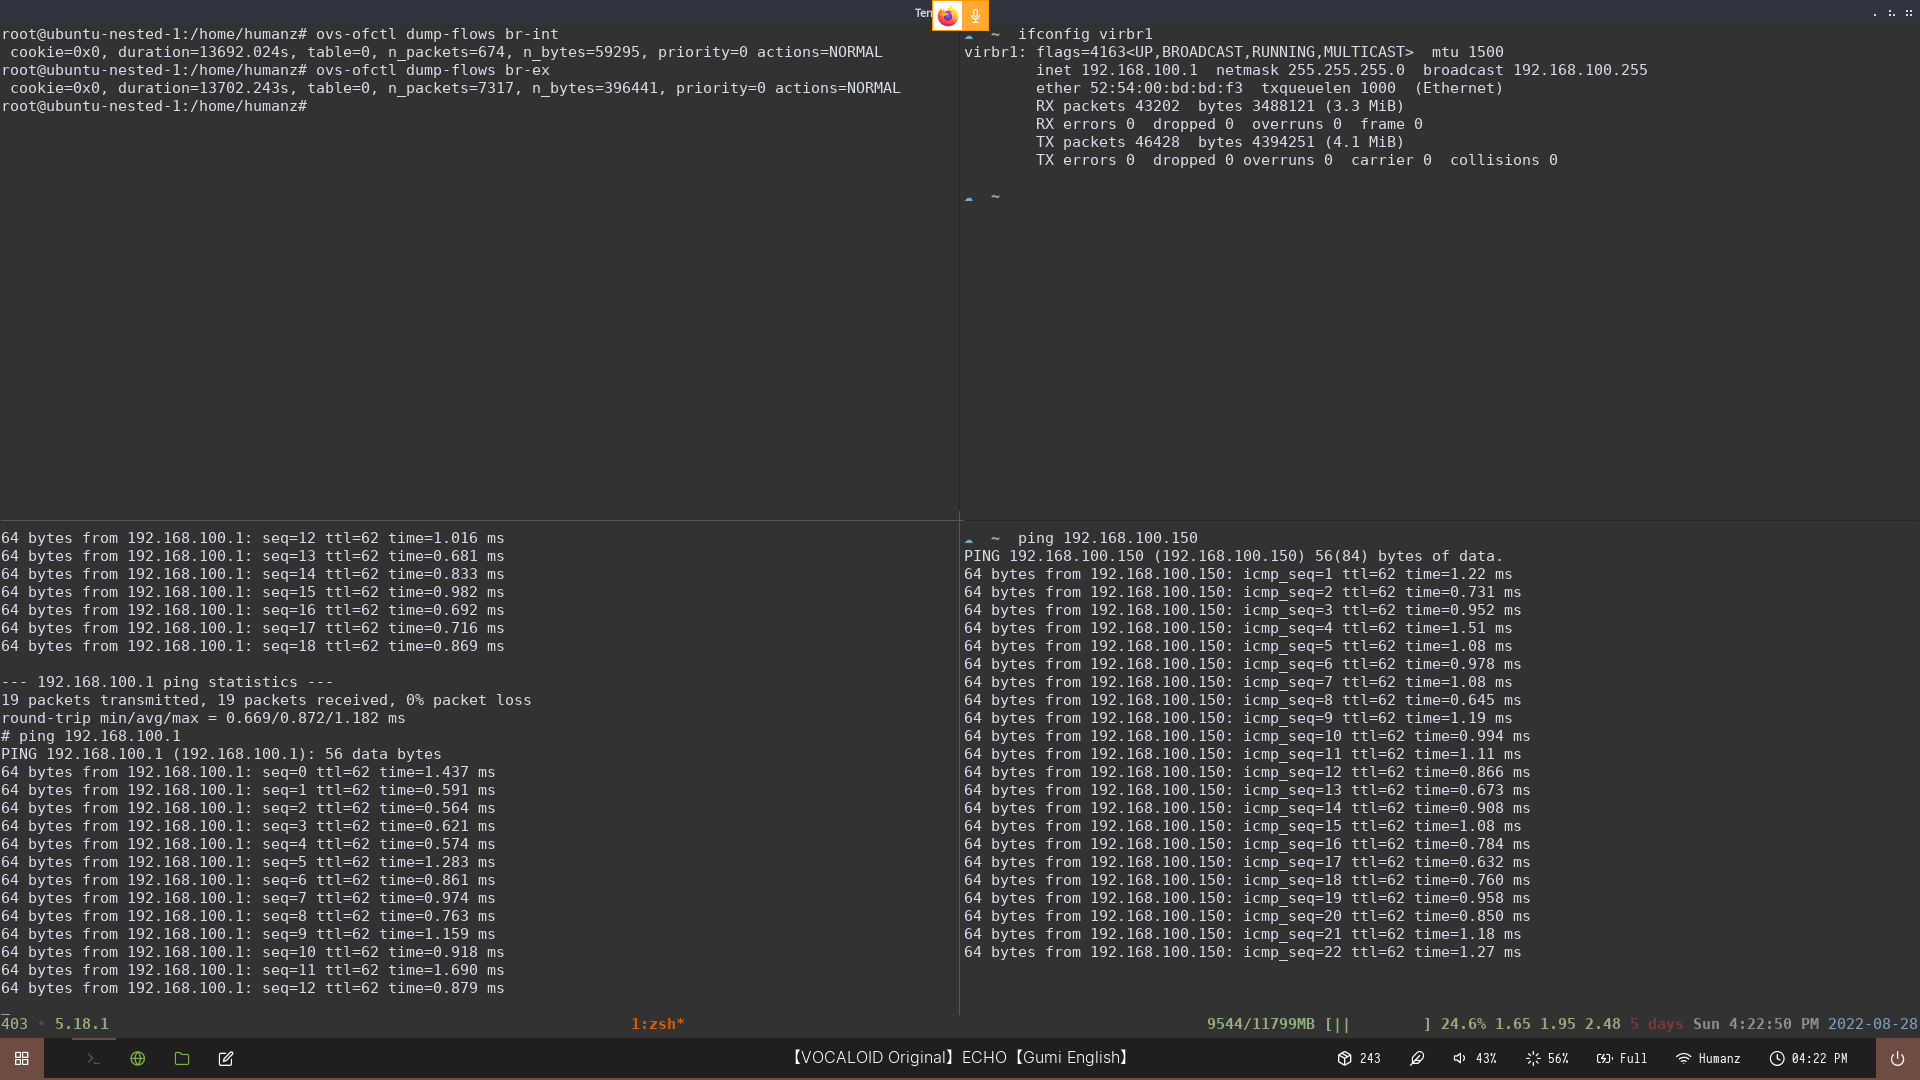 Ter
root@ubuntu-nested-1:/home/humanz# ovs-ofctl dump-flows br-int
 cookie=0x0, duration=13692.024s, table=0, n_packets=674, n_bytes=59295, priority=0 actions=NORMAL
root@ubuntu-nested-1:/home/humanz# ovs-ofctl dump-flows br-ex
 cookie=0x0, duration=13702.243s, table=0, n_packets=7317, n_bytes=396441, priority=0 actions=NORMAL
root@ubuntu-nested-1:/home/humanz#
~ ifconfig virbr1
virbr1: flags=4163<UP,BROADCAST,RUNNING,MULTICAST>  mtu 1500
        inet 192.168.100.1  netmask 255.255.255.0  broadcast 192.168.100.255
        ether 52:54:00:bd:bd:f3  txqueuelen 1000  (Ethernet)
        RX packets 43202  bytes 3488121 (3.3 MiB)
        RX errors 0  dropped 0  overruns 0  frame 0
        TX packets 46428  bytes 4394251 (4.1 MiB)
        TX errors 0  dropped 0 overruns 0  carrier 0  collisions 0
~
64 bytes from 192.168.100.1: seq=12 ttl=62 time=1.016 ms
64 bytes from 192.168.100.1: seq=13 ttl=62 time=0.681 ms
64 bytes from 192.168.100.1: seq=14 ttl=62 time=0.833 ms
64 bytes from 192.168.100.1: seq=15 ttl=62 time=0.982 ms
64 bytes from 192.168.100.1: seq=16 ttl=62 time=0.692 ms
64 bytes from 192.168.100.1: seq=17 ttl=62 time=0.716 ms
64 bytes from 192.168.100.1: seq=18 ttl=62 time=0.869 ms
--- 192.168.100.1 ping statistics ---
19 packets transmitted, 19 packets received, 0% packet loss
round-trip min/avg/max = 0.669/0.872/1.182 ms
# ping 192.168.100.1
PING 192.168.100.1 (192.168.100.1): 56 data bytes
64 bytes from 192.168.100.1: seq=0 ttl=62 time=1.437 ms
64 bytes from 192.168.100.1: seq=1 ttl=62 time=0.591 ms
64 bytes from 192.168.100.1: seq=2 ttl=62 time=0.564 ms
64 bytes from 192.168.100.1: seq=3 ttl=62 time=0.621 ms
64 bytes from 192.168.100.1: seq=4 ttl=62 time=0.574 ms
64 bytes from 192.168.100.1: seq=5 ttl=62 time=1.283 ms
64 bytes from 192.168.100.1: seq=6 ttl=62 time=0.861 ms
64 bytes from 192.168.100.1: seq=7 ttl=62 time=0.974 ms
64 bytes from 192.168.100.1: seq=8 ttl=62 time=0.763 ms
64 bytes from 192.168.100.1: seq=9 ttl=62 time=1.159 ms
64 bytes from 192.168.100.1: seq=10 ttl=62 time=0.918 ms
64 bytes from 192.168.100.1: seq=11 ttl=62 time=1.690 ms
64 bytes from 192.168.100.1: seq=12 ttl=62 time=0.879 ms
~ ping 192.168.100.150
PING 192.168.100.150 (192.168.100.150) 56(84) bytes of data.
64 bytes from 192.168.100.150: icmp_seq=1 ttl=62 time=1.22 ms
64 bytes from 192.168.100.150: icmp_seq=2 ttl=62 time=0.731 ms
64 bytes from 192.168.100.150: icmp_seq=3 ttl=62 time=0.952 ms
64 bytes from 192.168.100.150: icmp_seq=4 ttl=62 time=1.51 ms
64 bytes from 192.168.100.150: icmp_seq=5 ttl=62 time=1.08 ms
64 bytes from 192.168.100.150: icmp_seq=6 ttl=62 time=0.978 ms
64 bytes from 192.168.100.150: icmp_seq=7 ttl=62 time=1.08 ms
64 bytes from 192.168.100.150: icmp_seq=8 ttl=62 time=0.645 ms
64 bytes from 192.168.100.150: icmp_seq=9 ttl=62 time=1.19 ms
64 bytes from 192.168.100.150: icmp_seq=10 ttl=62 time=0.994 ms
64 bytes from 192.168.100.150: icmp_seq=11 ttl=62 time=1.11 ms
64 bytes from 192.168.100.150: icmp_seq=12 ttl=62 time=0.866 ms
64 bytes from 192.168.100.150: icmp_seq=13 ttl=62 time=0.673 ms
64 bytes from 192.168.100.150: icmp_seq=14 ttl=62 time=0.908 ms
64 bytes from 192.168.100.150: icmp_seq=15 ttl=62 time=1.08 ms
64 bytes from 192.168.100.150: icmp_seq=16 ttl=62 time=0.784 ms
64 bytes from 192.168.100.150: icmp_seq=17 ttl=62 time=0.632 ms
64 bytes from 192.168.100.150: icmp_seq=18 ttl=62 time=0.760 ms
64 bytes from 192.168.100.150: icmp_seq=19 ttl=62 time=0.958 ms
64 bytes from 192.168.100.150: icmp_seq=20 ttl=62 time=0.850 ms
64 bytes from 192.168.100.150: icmp_seq=21 ttl=62 time=1.18 ms
64 bytes from 192.168.100.150: icmp_seq=22 ttl=62 time=1.27 ms
403 • 5.18.1 1:zsh* 9544/11799MB [||        ] 24.6% 1.65 1.95 2.48 5 days Sun 4:22:50 PM 2022-08-28
【VOCALOID Original】ECHO【Gumi English】 243 43% 56% Full Humanz 04:22 PM